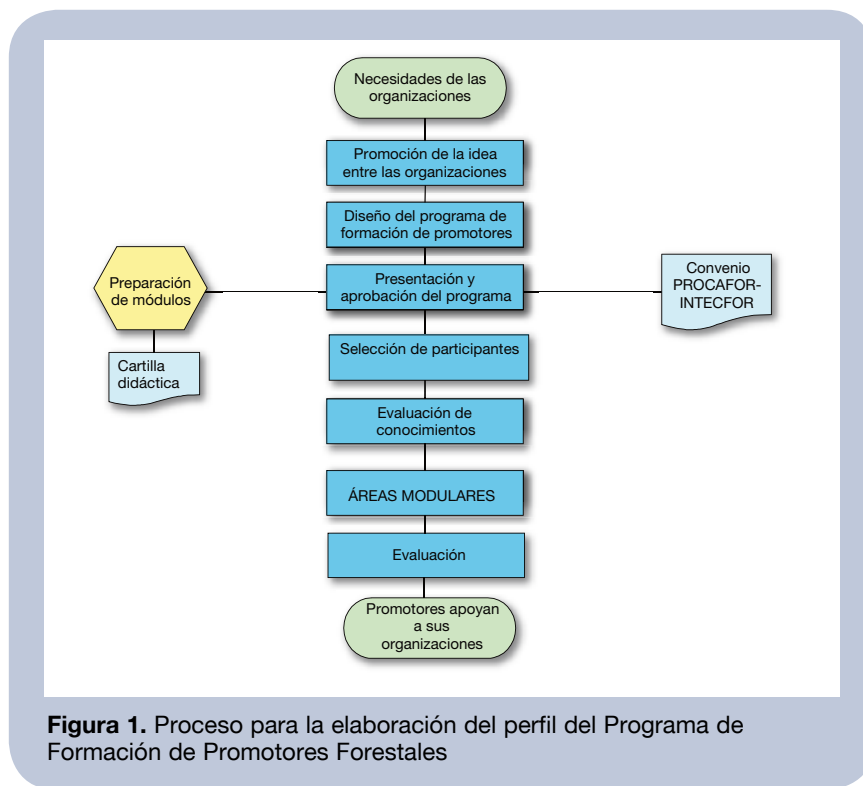 Necesidades de las
organizaciones
Promoción de la idea
entre las organizaciones
Diseño del programa de
formación de promotores
Preparación
de módulos
Presentación y
aprobación del programa
Convenio
PROCAFOR-
INTECFOR
Cartilla
didáctica
Selección de participantes
Evaluación de
conocimientos
ÁREAS MODULARES
Evaluación
Promotores apoyan
a sus
organizaciones
Figura 1. Proceso para la elaboración del perfil del Programa de
Formación de Promotores Forestales